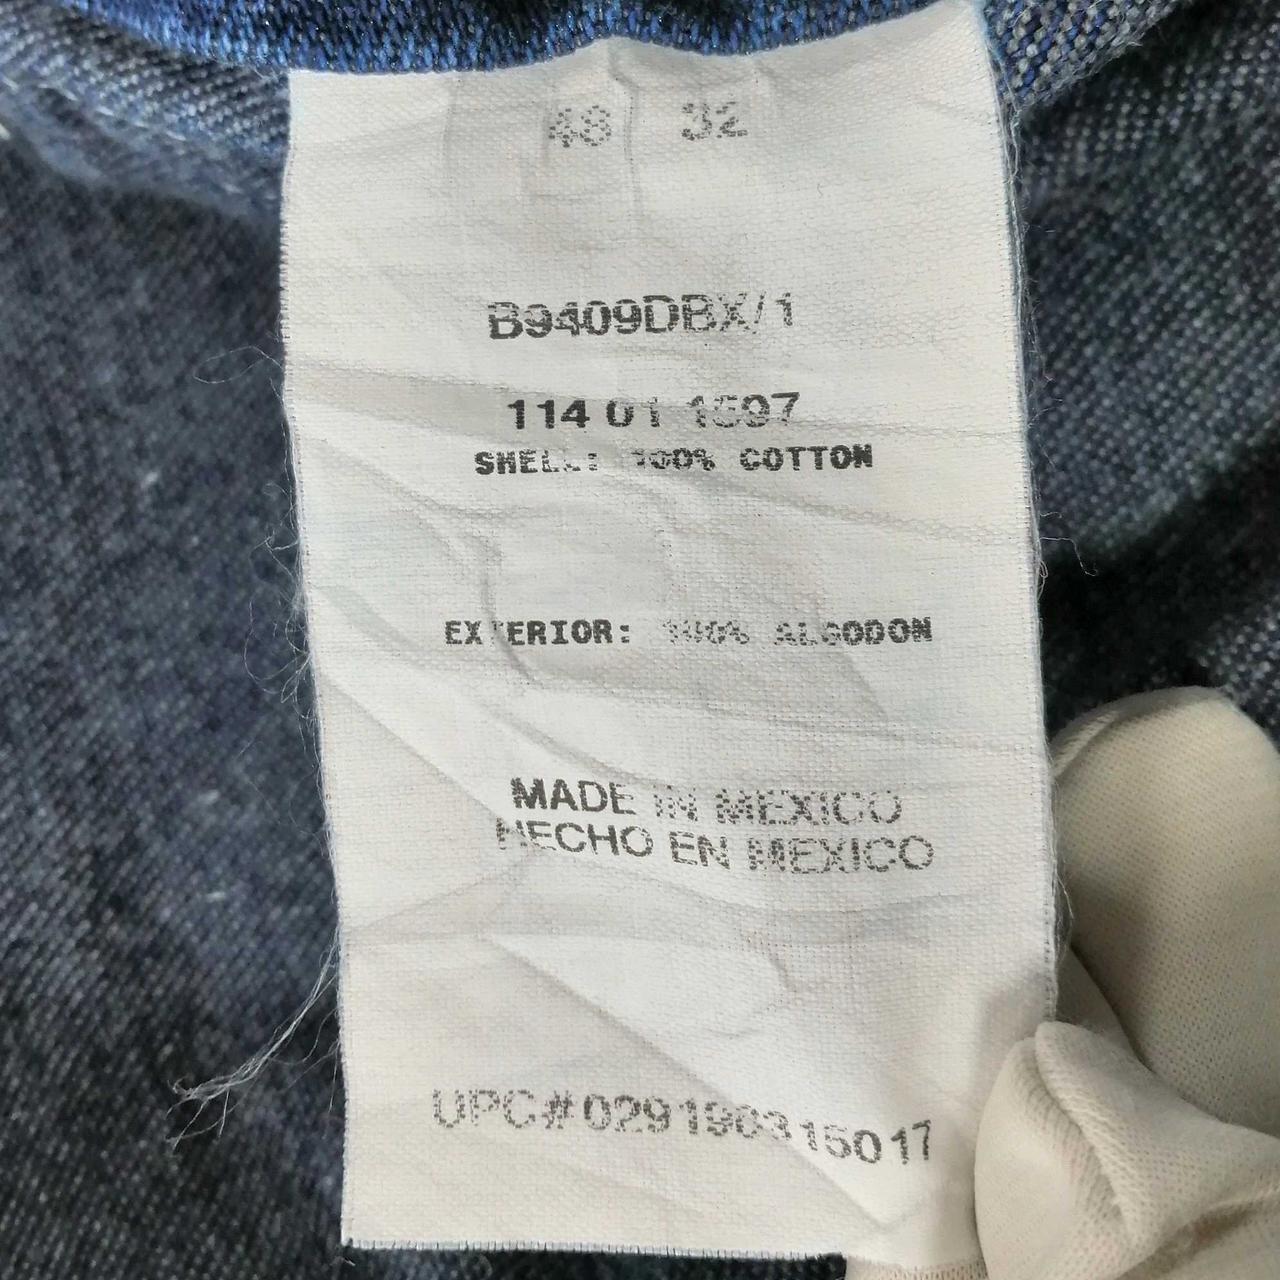 48 32
B9409DBX/1
114 01 1597
SHELL: 100% COTTON
EXTERIOR: 100% ALGODON
MADE IN MEXICO
HECHO EN MEXICO
UPC#029190315017